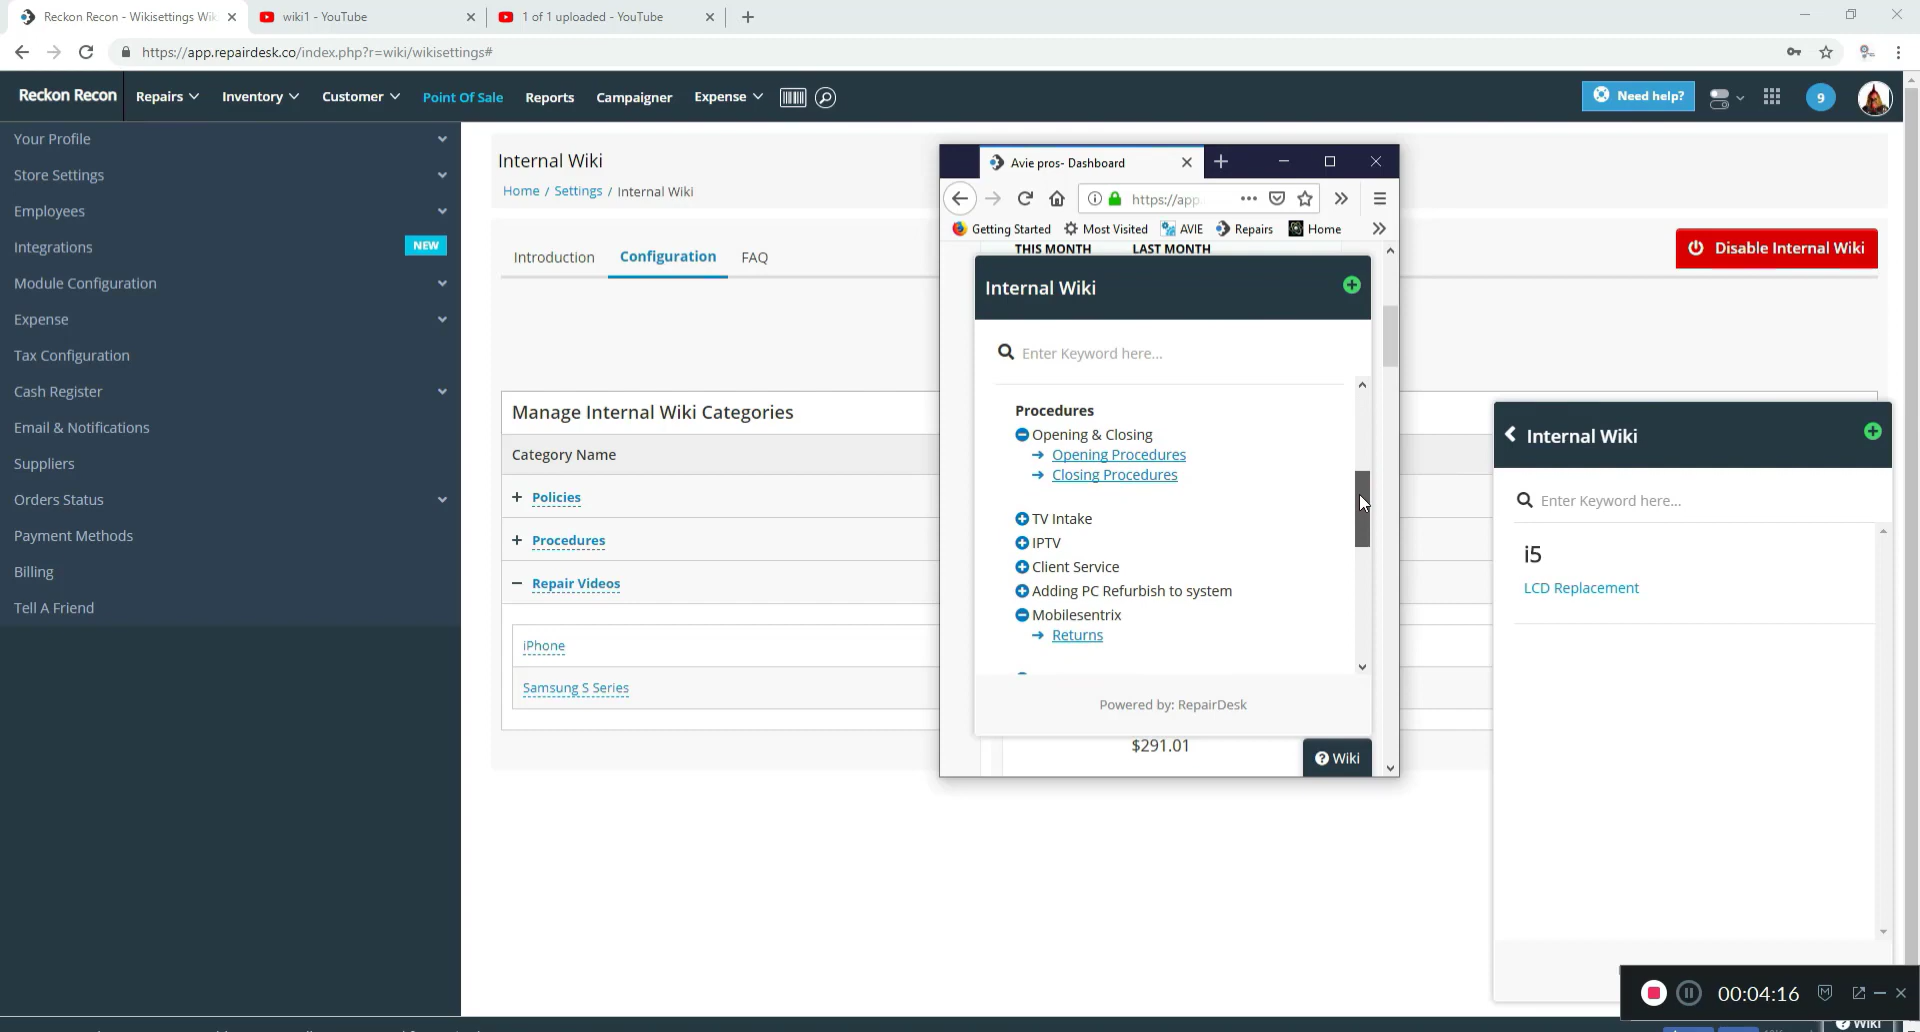 Reckon Recon - Wikisettings Wik
wiki1 - YouTube
1 of 1 uploaded - YouTube
https://app.repairdesk.co/index.php?r=wiki/wikisettings#
Reckon Recon
Repairs
Inventory
Customer
Point Of Sale
Reports
Campaigner
Expense
Need help?
9
Your Profile
Store Settings
Employees
Integrations
NEW
Module Configuration
Expense
Tax Configuration
Cash Register
Email & Notifications
Suppliers
Orders Status
Payment Methods
Billing
Tell A Friend
Internal Wiki
Home / Settings / Internal Wiki
Introduction
Configuration
FAQ
Disable Internal Wiki
Manage Internal Wiki Categories
Category Name
+ Policies
+ Procedures
− Repair Videos
iPhone
Samsung S Series
Avie pros- Dashboard
https://app.
Getting Started
Most Visited
AVIE
Repairs
Home
THIS MONTH
LAST MONTH
Internal Wiki
Enter Keyword here...
Procedures
Opening & Closing
Opening Procedures
Closing Procedures
TV Intake
IPTV
Client Service
Adding PC Refurbish to system
Mobilesentrix
Returns
Powered by: RepairDesk
$291.01
Wiki
Internal Wiki
Enter Keyword here...
i5
LCD Replacement
00:04:16
Wiki